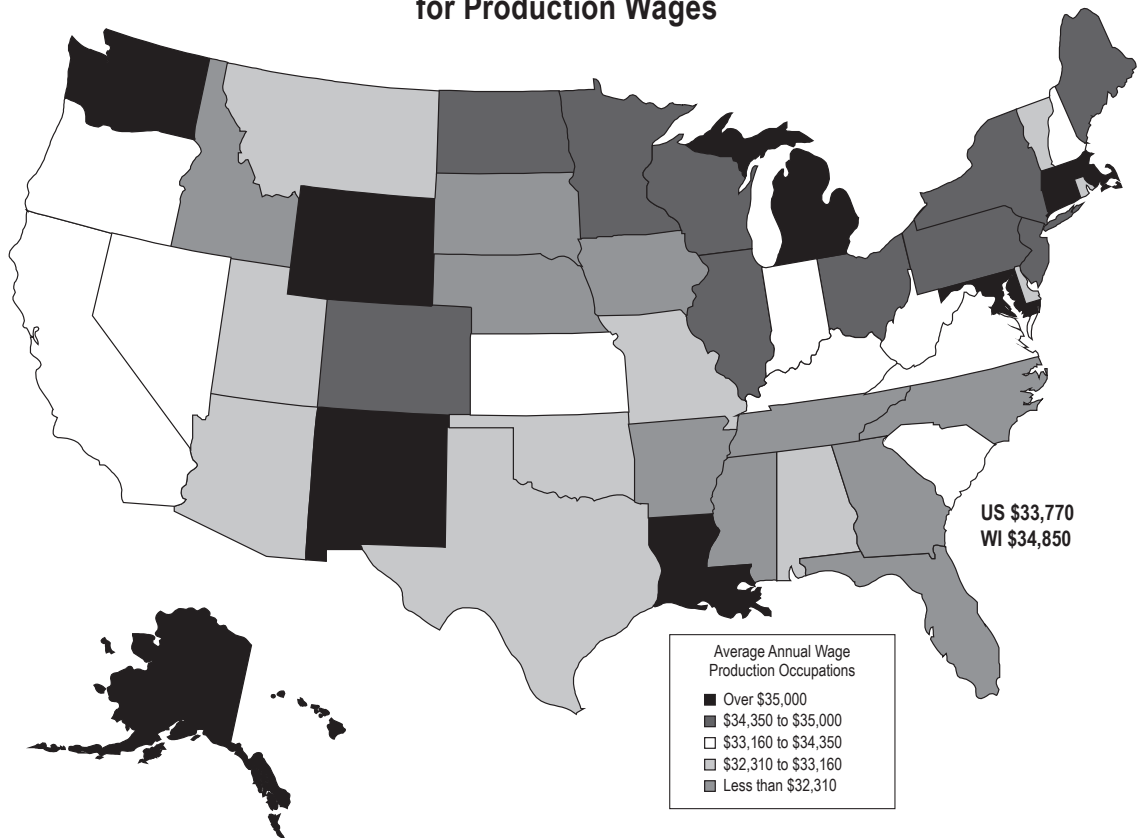 for Production Wages
US $33,770
WI $34,850
Average Annual Wage
Production Occupations
Over $35,000
$34,350 to $35,000
$33,160 to $34,350
$32,310 to $33,160
Less than $32,310